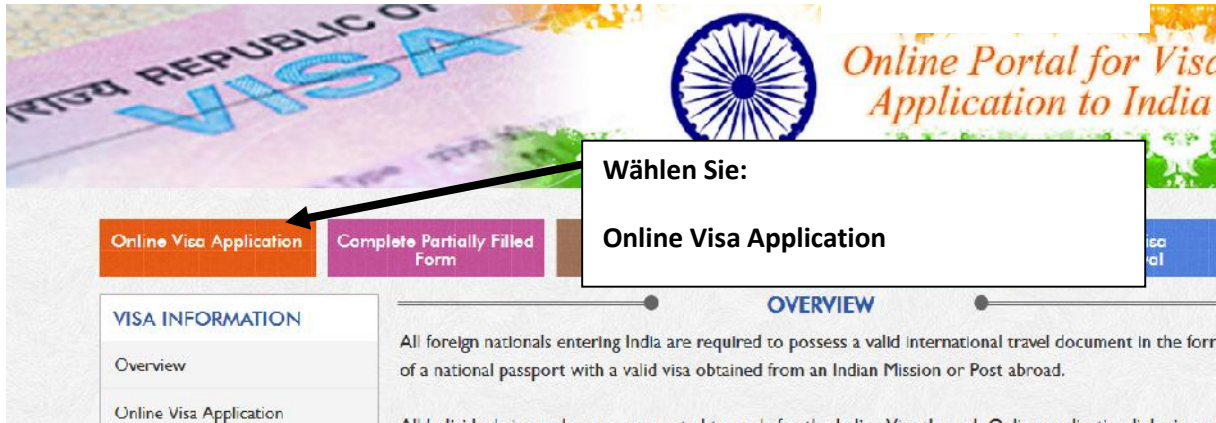 REPUBLIC OF
VISA
Online Portal for
Application to India
Wählen Sie:
Online Visa Application
Online Visa Application
Complete Partially Filled
Form
VISA INFORMATION
Overview
Online Visa Application
OVERVIEW
All foreign nationals entering India are required to possess a valid international travel document in the
of a national passport with a valid visa obtained from an Indian Mission or Post abroad.